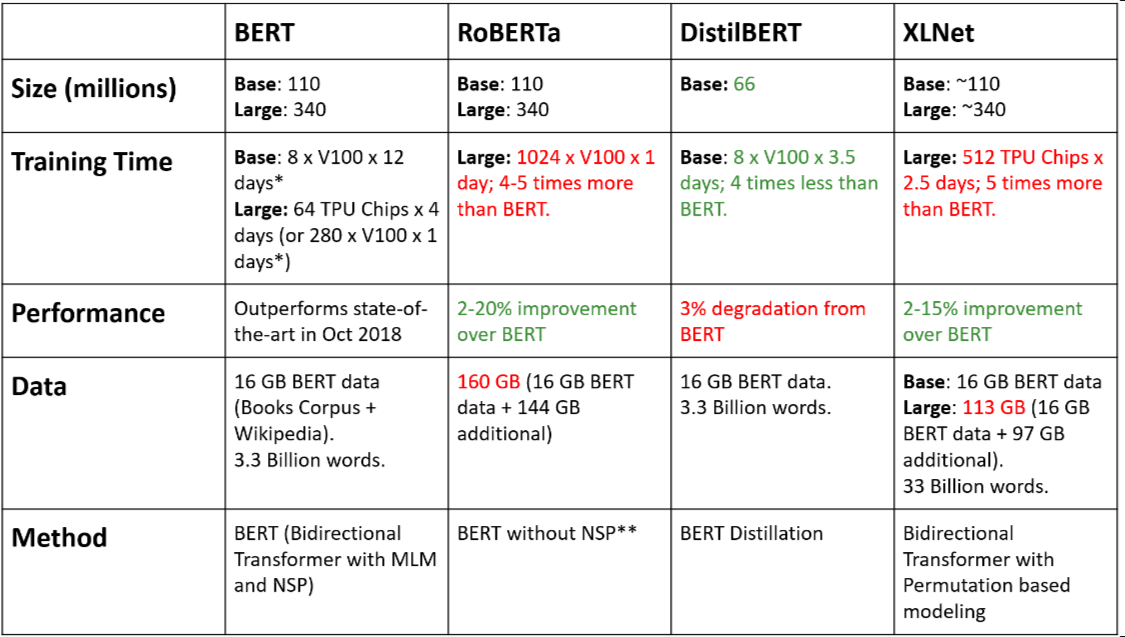 BERT
RoBERTa
DistilBERT
XLNet
Size (millions)
Base: 110
Large: 340
Base: 110
Large: 340
Base: 66
Base: ~110
Large: ~340
Training Time
Base: 8 x V100 x 12
days*
Large: 64 TPU Chips x 4
days (or 280 x V100 x 1
days*)
Large: 1024 x V100 x 1
day; 4-5 times more
than BERT.
Base: 8 x V100 x 3.5
days; 4 times less than
BERT.
Large: 512 TPU Chips x
2.5 days; 5 times more
than BERT.
Performance
Outperforms state-of-
the-art in Oct 2018
2-20% improvement
over BERT
3% degradation from
BERT
2-15% improvement
over BERT
Data
16 GB BERT data
(Books Corpus +
Wikipedia).
3.3 Billion words.
160 GB (16 GB BERT
data + 144 GB
additional)
16 GB BERT data.
3.3 Billion words.
Base: 16 GB BERT data
Large: 113 GB (16 GB
BERT data + 97 GB
additional).
33 Billion words.
Method
BERT (Bidirectional
Transformer with MLM
and NSP)
BERT without NSP**
BERT Distillation
Bidirectional
Transformer with
Permutation based
modeling